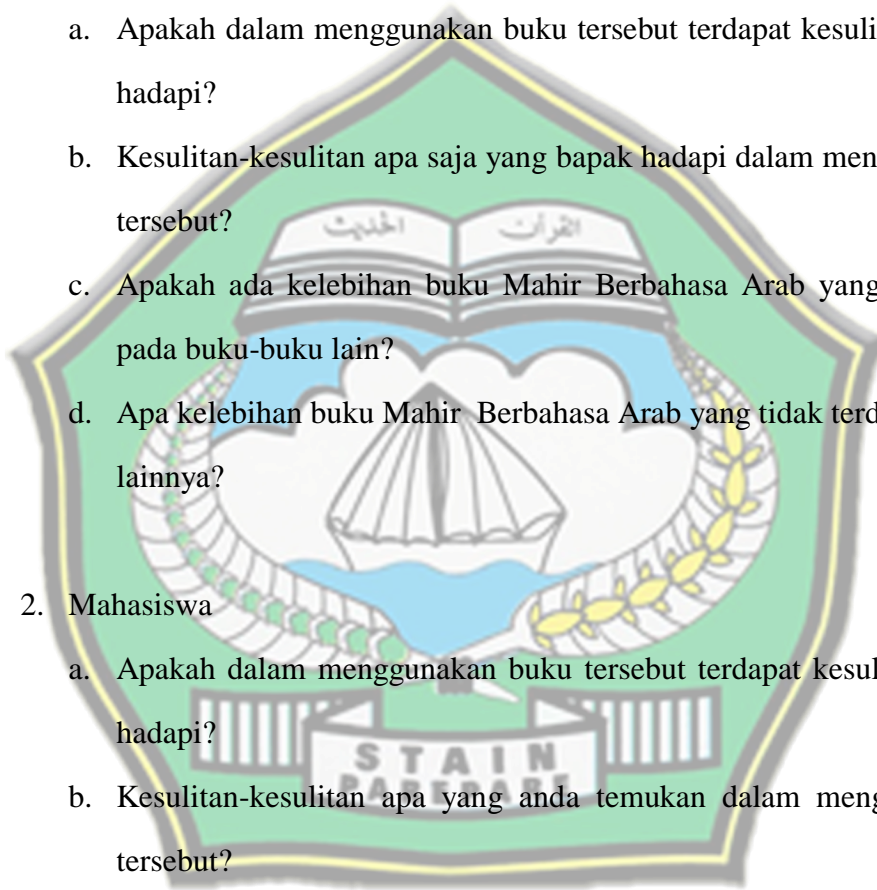 a. Apakah dalam menggunakan buku tersebut terdapat kesuli
hadapi?
b. Kesulitan-kesulitan apa saja yang bapak hadapi dalam men
tersebut?
الحديث القرآن
c. Apakah ada kelebihan buku Mahir Berbahasa Arab yang
pada buku-buku lain?
d. Apa kelebihan buku Mahir Berbahasa Arab yang tidak terd
lainnya?
2. Mahasiswa
a. Apakah dalam menggunakan buku tersebut terdapat kesul
hadapi?
STAIN
PAREPARE
b. Kesulitan-kesulitan apa yang anda temukan dalam meng
tersebut?